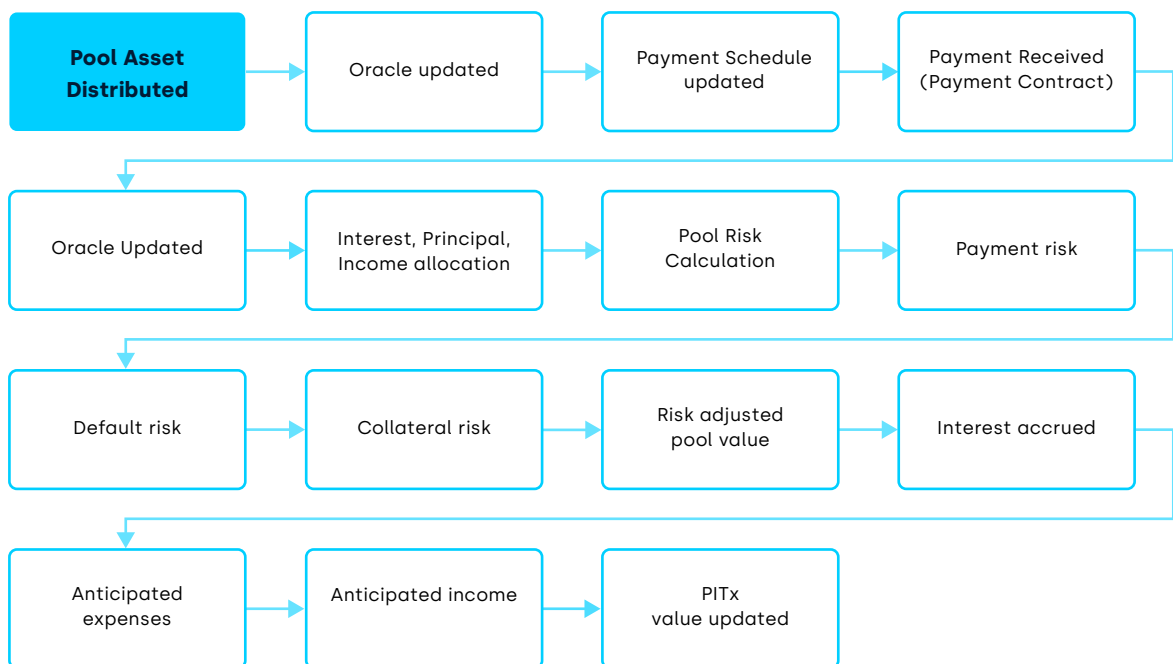 Pool Asset
Distributed
Oracle updated
Payment Schedule
updated
Payment Received
(Payment Contract)
Oracle Updated
Interest, Principal,
Income allocation
Pool Risk
Calculation
Payment risk
Default risk
Collateral risk
Risk adjusted
pool value
Interest accrued
Anticipated
expenses
Anticipated income
PITx
value updated